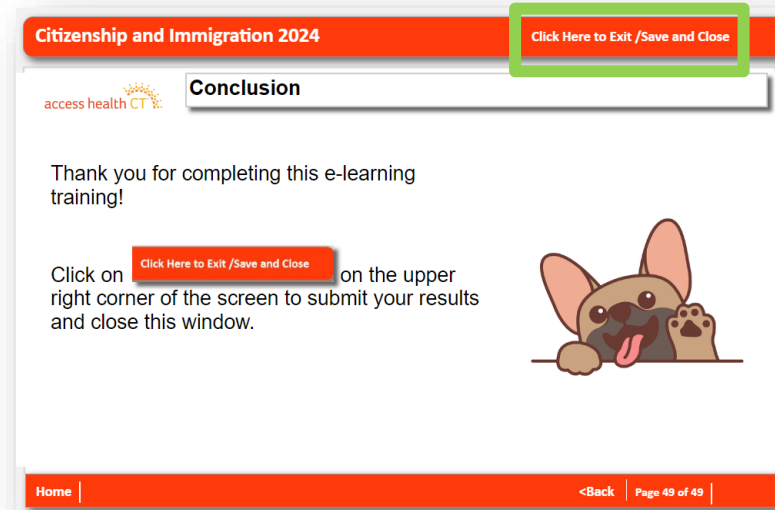 Citizenship and Immigration 2024
Click Here to Exit /Save and Close
access health CT
Conclusion
Thank you for completing this e-learning
training!
Click on Click Here to Exit /Save and Close on the upper
right corner of the screen to submit your results
and close this window.
Home
<Back
Page 49 of 49